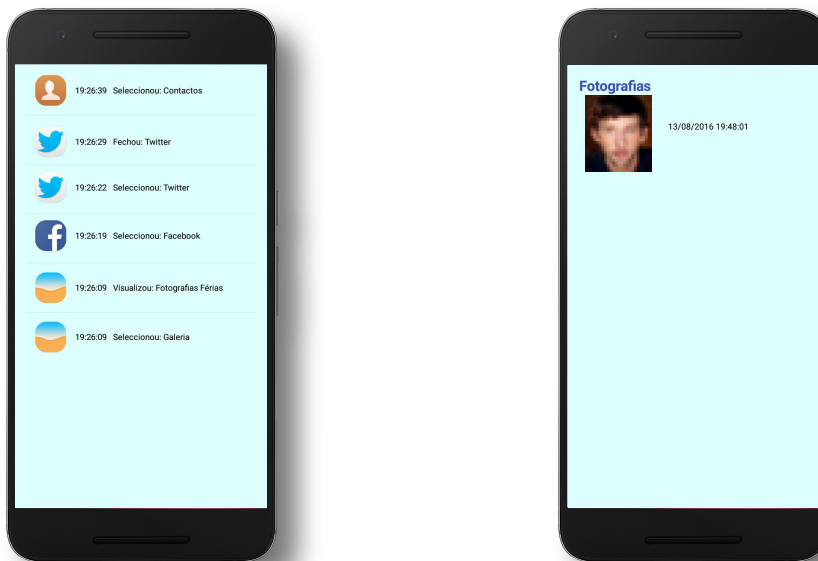 19:26:39 Seleccionou: Contactos
19:26:29 Fechou: Twitter
19:26:22 Seleccionou: Twitter
19:26:19 Seleccionou: Facebook
19:26:09 Visualizou: Fotografias Férias
19:26:09 Seleccionou: Galeria
Fotografias
13/08/2016 19:48:01